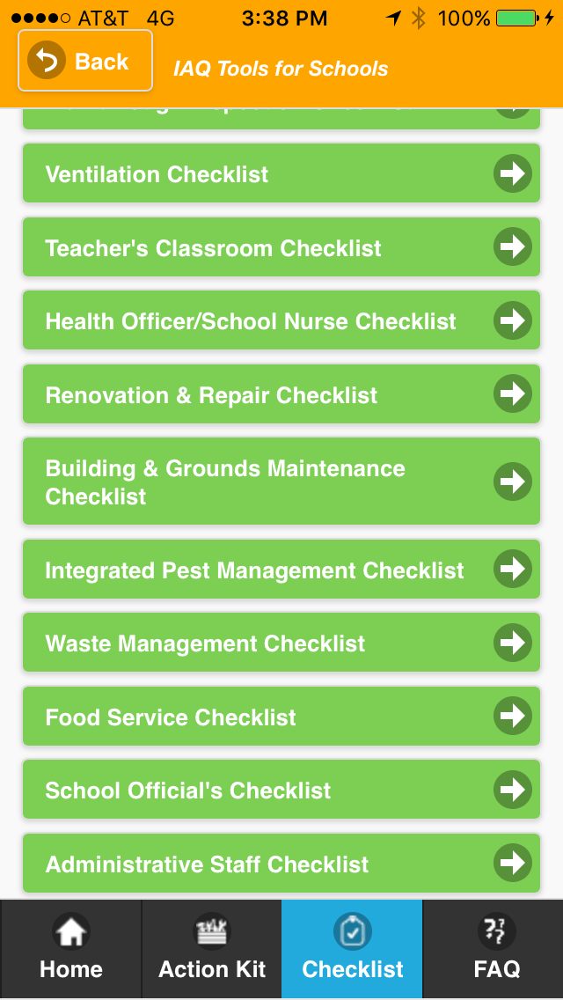 AT&T 4G 3:38 PM 100%
Back
IAQ Tools for Schools
Ventilation Checklist
Teacher's Classroom Checklist
Health Officer/School Nurse Checklist
Renovation & Repair Checklist
Building & Grounds Maintenance
Checklist
Integrated Pest Management Checklist
Waste Management Checklist
Food Service Checklist
School Official's Checklist
Administrative Staff Checklist
Home Action Kit Checklist FAQ